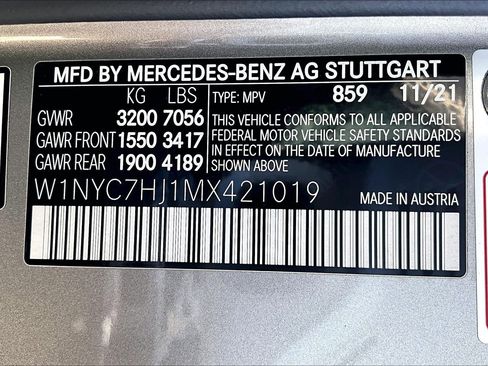 MFD BY MERCEDES-BENZ AG STUTTGART
KG LBS TYPE: MPV 859 11/21
GVWR 3200 7056
GAWR FRONT 1550 3417
GAWR REAR 1900 4189
THIS VEHICLE CONFORMS TO ALL APPLICABLE
FEDERAL MOTOR VEHICLE SAFETY STANDARDS
IN EFFECT ON THE DATE OF MANUFACTURE
SHOWN ABOVE.
W1NYC7HJ1MX421019 MADE IN AUSTRIA